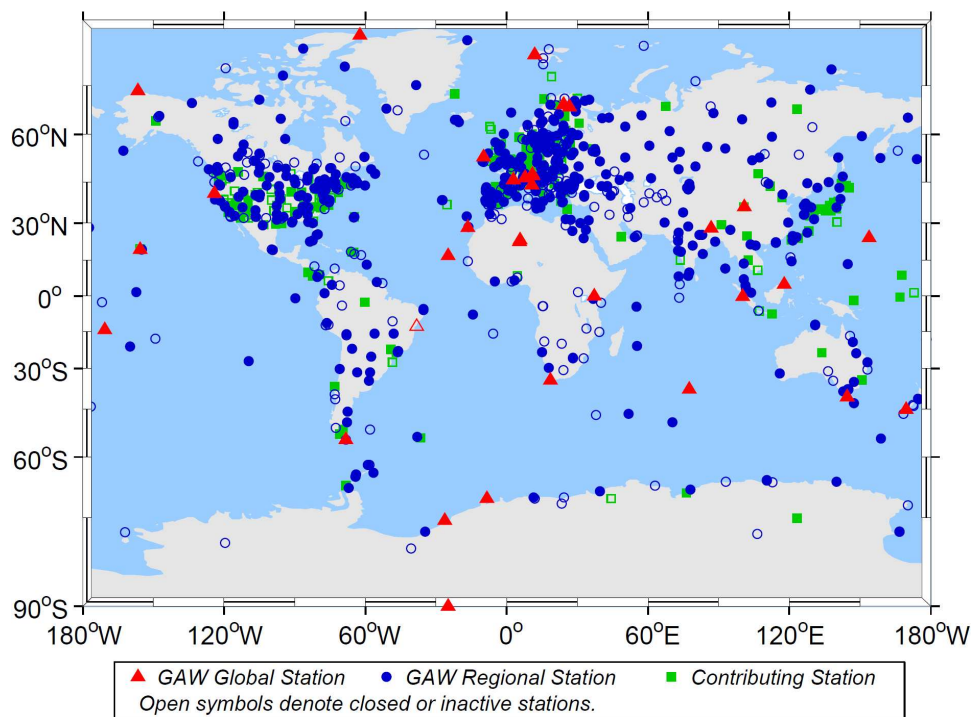 60°N
30°N
0°
30°S
60°S
90°S
180°W 120°W 60°W 0° 60°E 120°E 180°W
GAW Global Station GAW Regional Station Contributing Station
Open symbols denote closed or inactive stations.